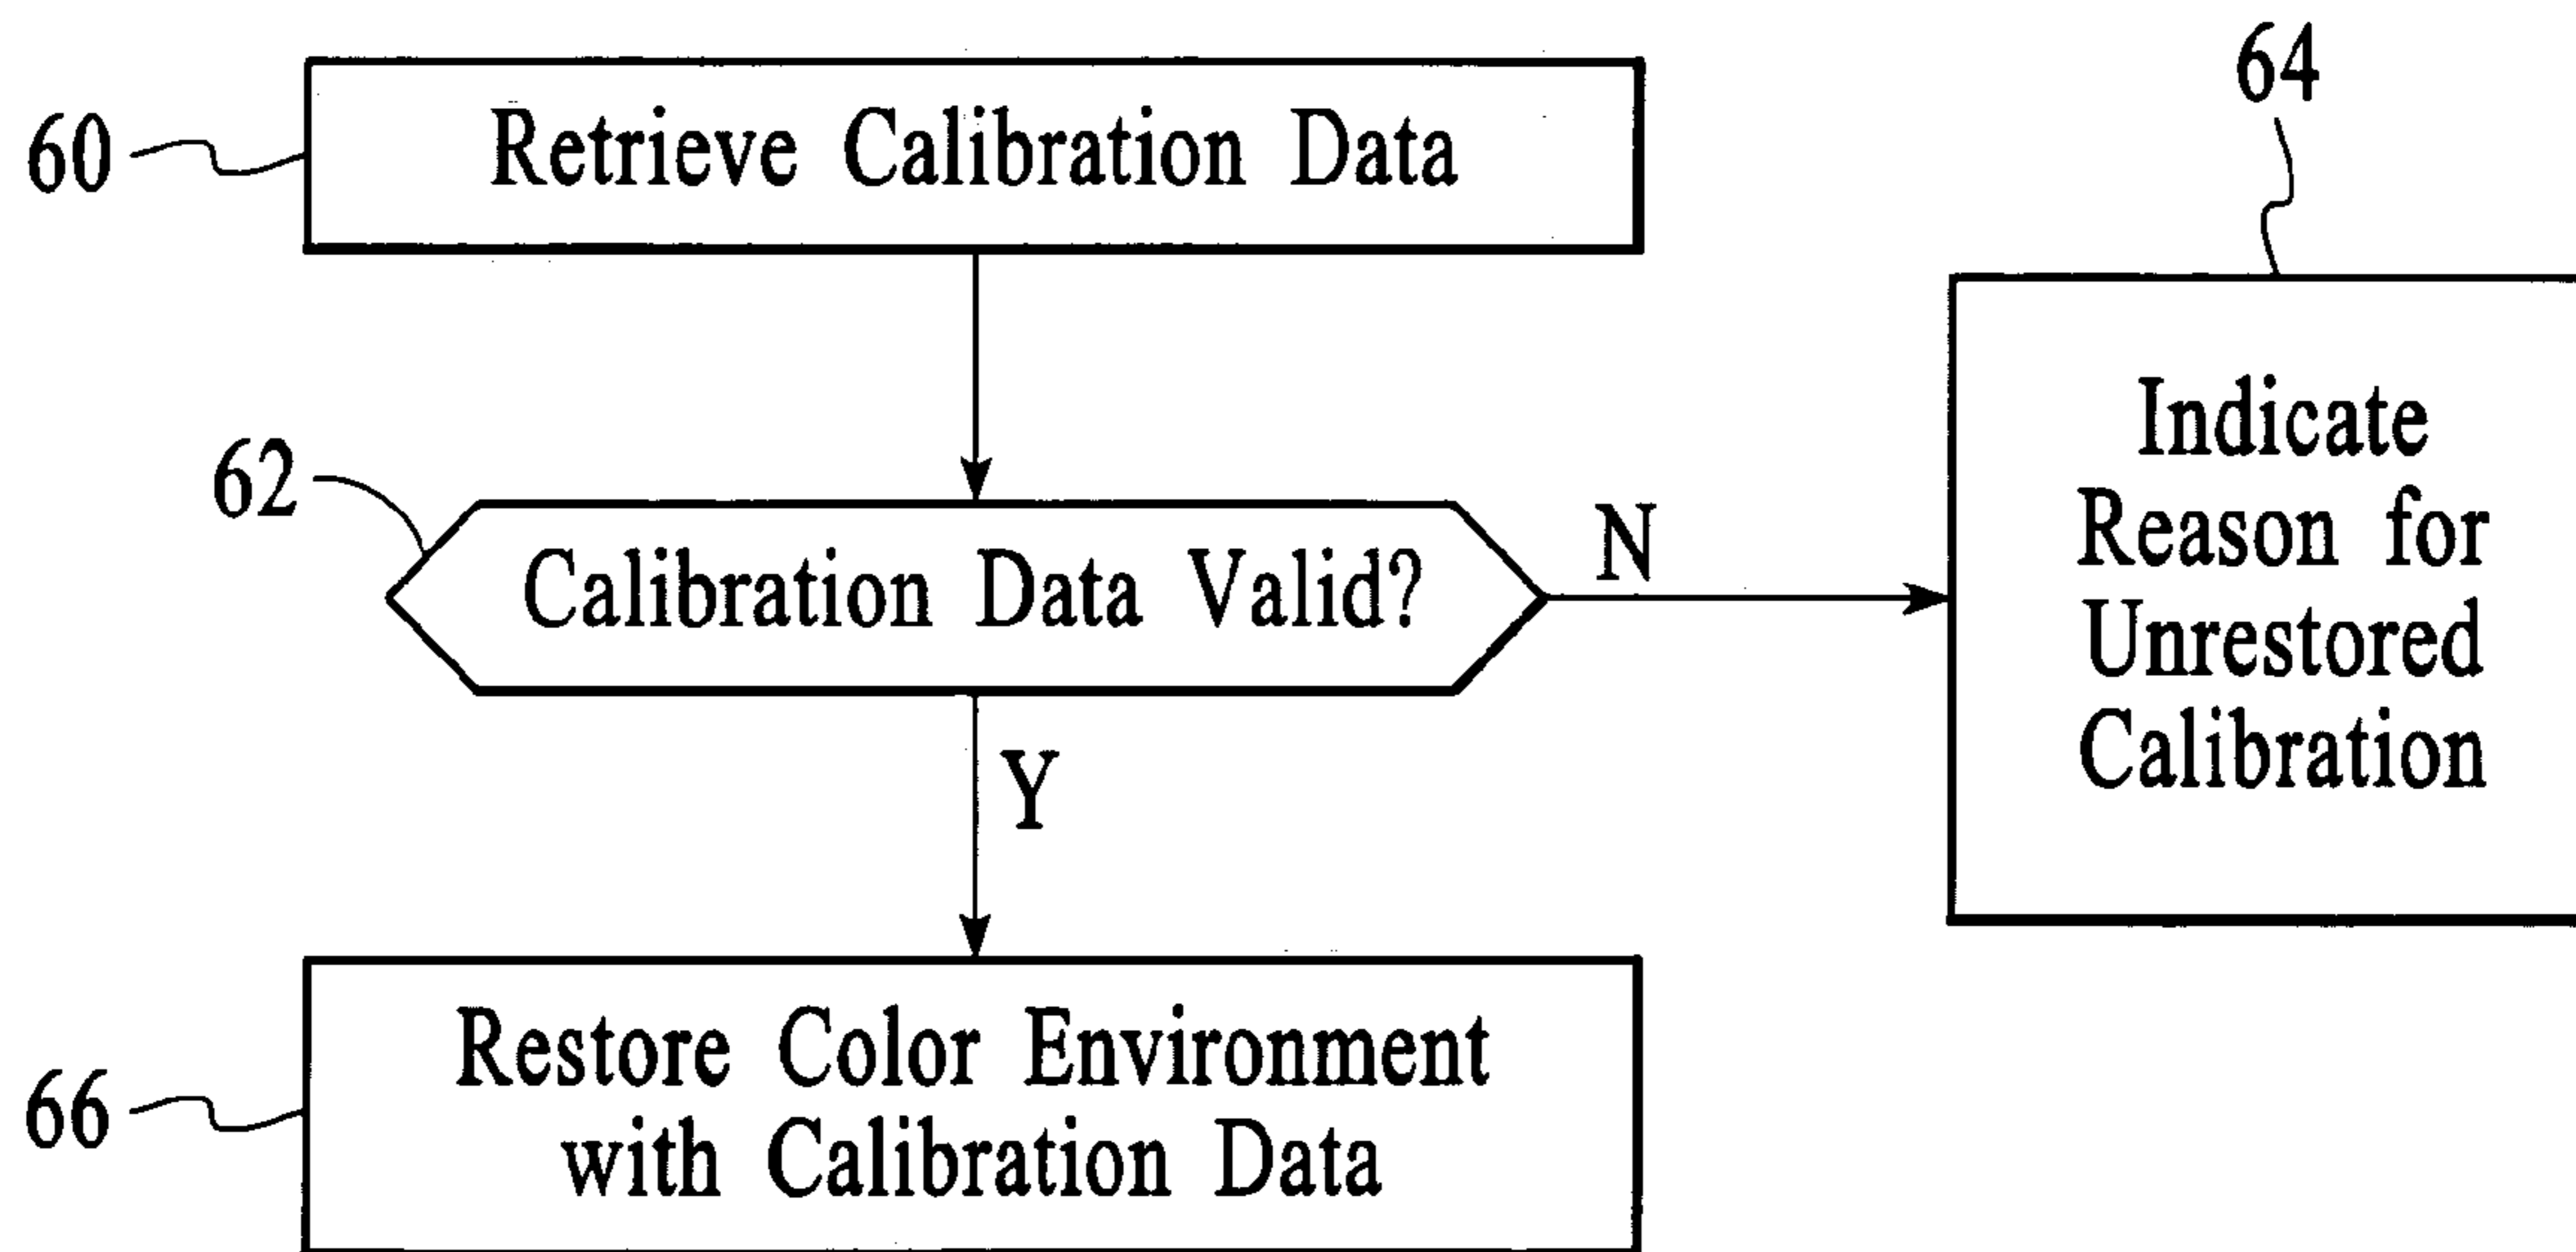 60
Retrieve Calibration Data
62
Calibration Data Valid?
N
Y
64
Indicate
Reason for
Unrestored
Calibration
66
Restore Color Environment
with Calibration Data